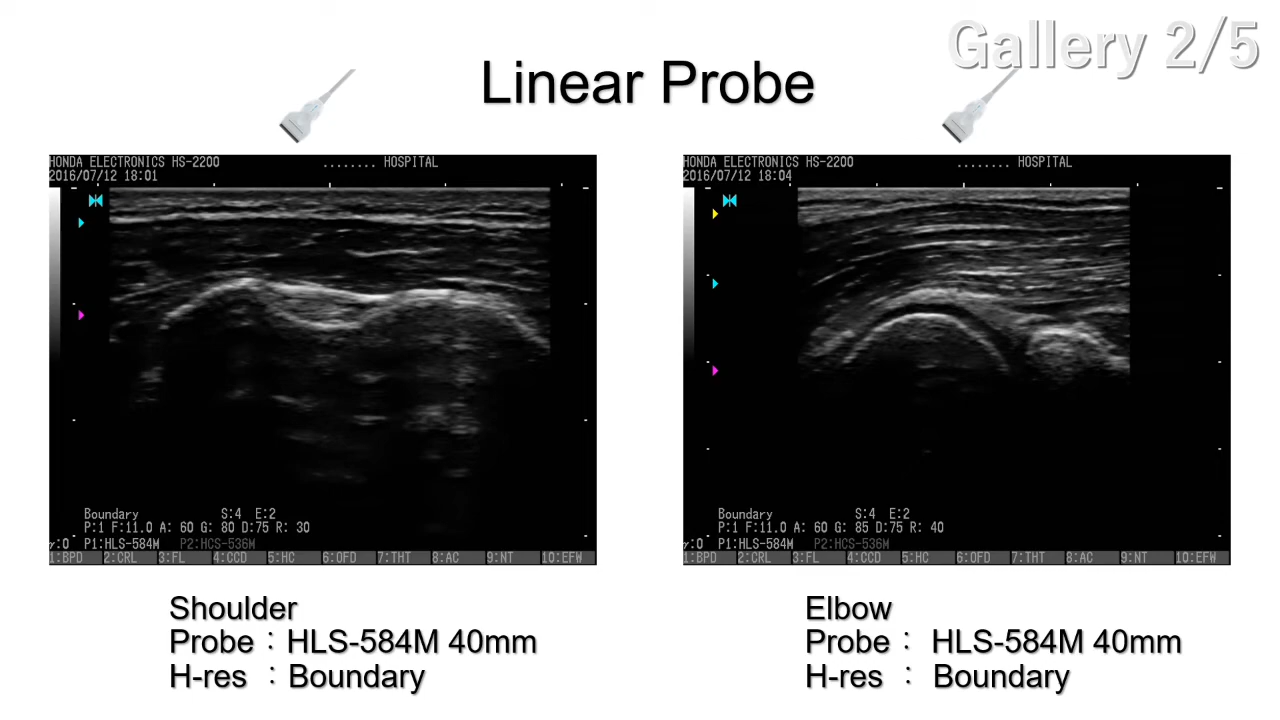 Gallery 2/5
Linear Probe
HONDA ELECTRONICS HS-2200 ........ HOSPITAL
2016/07/12 18:01
Boundary S:4 E:2
P:1 F:11.0 A: 60 G: 80 D:75 R: 30
γ:0 P1:HLS-584M P2:HCS-536M
1:BPD 2:CRL 3:FL 4:CCD 5:HC 6:OFD 7:THT 8:AC 9:NT 10:EFW
Shoulder
Probe：HLS-584M 40mm
H-res ：Boundary
HONDA ELECTRONICS HS-2200 ........ HOSPITAL
2016/07/12 18:04
Boundary S:4 E:2
P:1 F:11.0 A: 60 G: 85 D:75 R: 40
γ:0 P1:HLS-584M P2:HCS-536M
1:BPD 2:CRL 3:FL 4:CCD 5:HC 6:OFD 7:THT 8:AC 9:NT 10:EFW
Elbow
Probe： HLS-584M 40mm
H-res ： Boundary